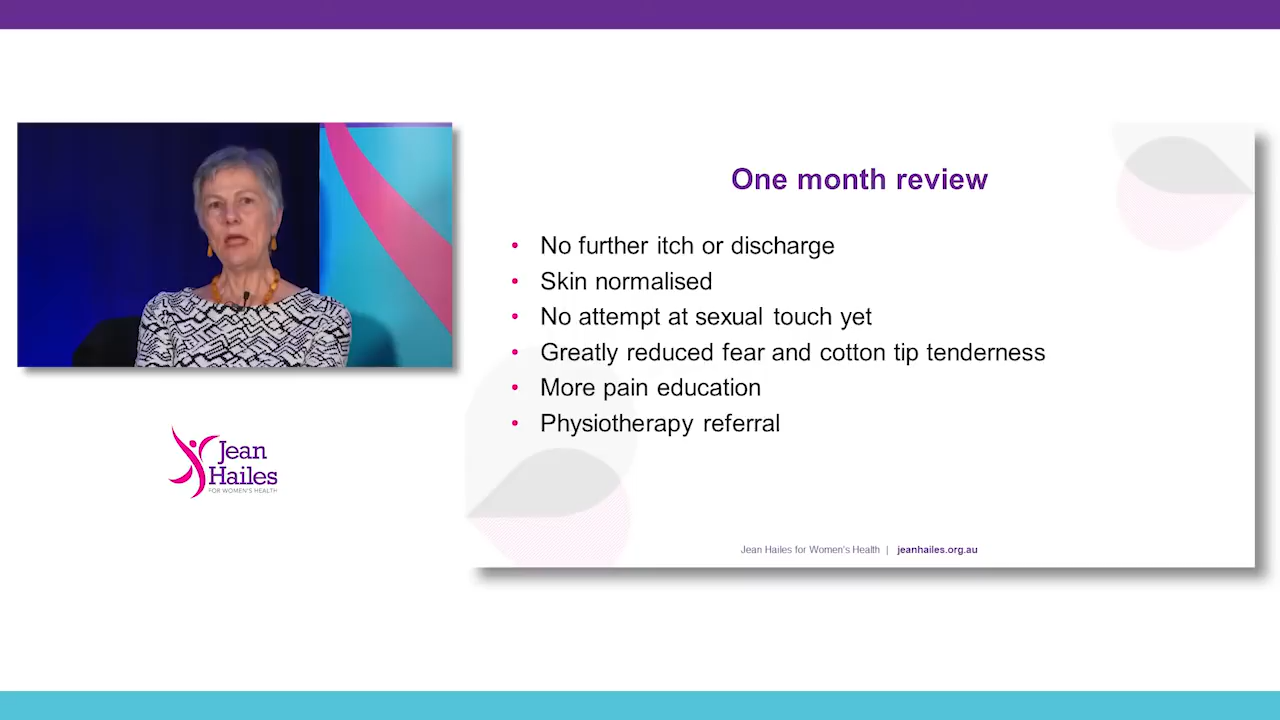 One month review
• No further itch or discharge
• Skin normalised
• No attempt at sexual touch yet
• Greatly reduced fear and cotton tip tenderness
• More pain education
• Physiotherapy referral
Jean Hailes for Women's Health | jeanhailes.org.au
Jean
Hailes
FOR WOMEN'S HEALTH